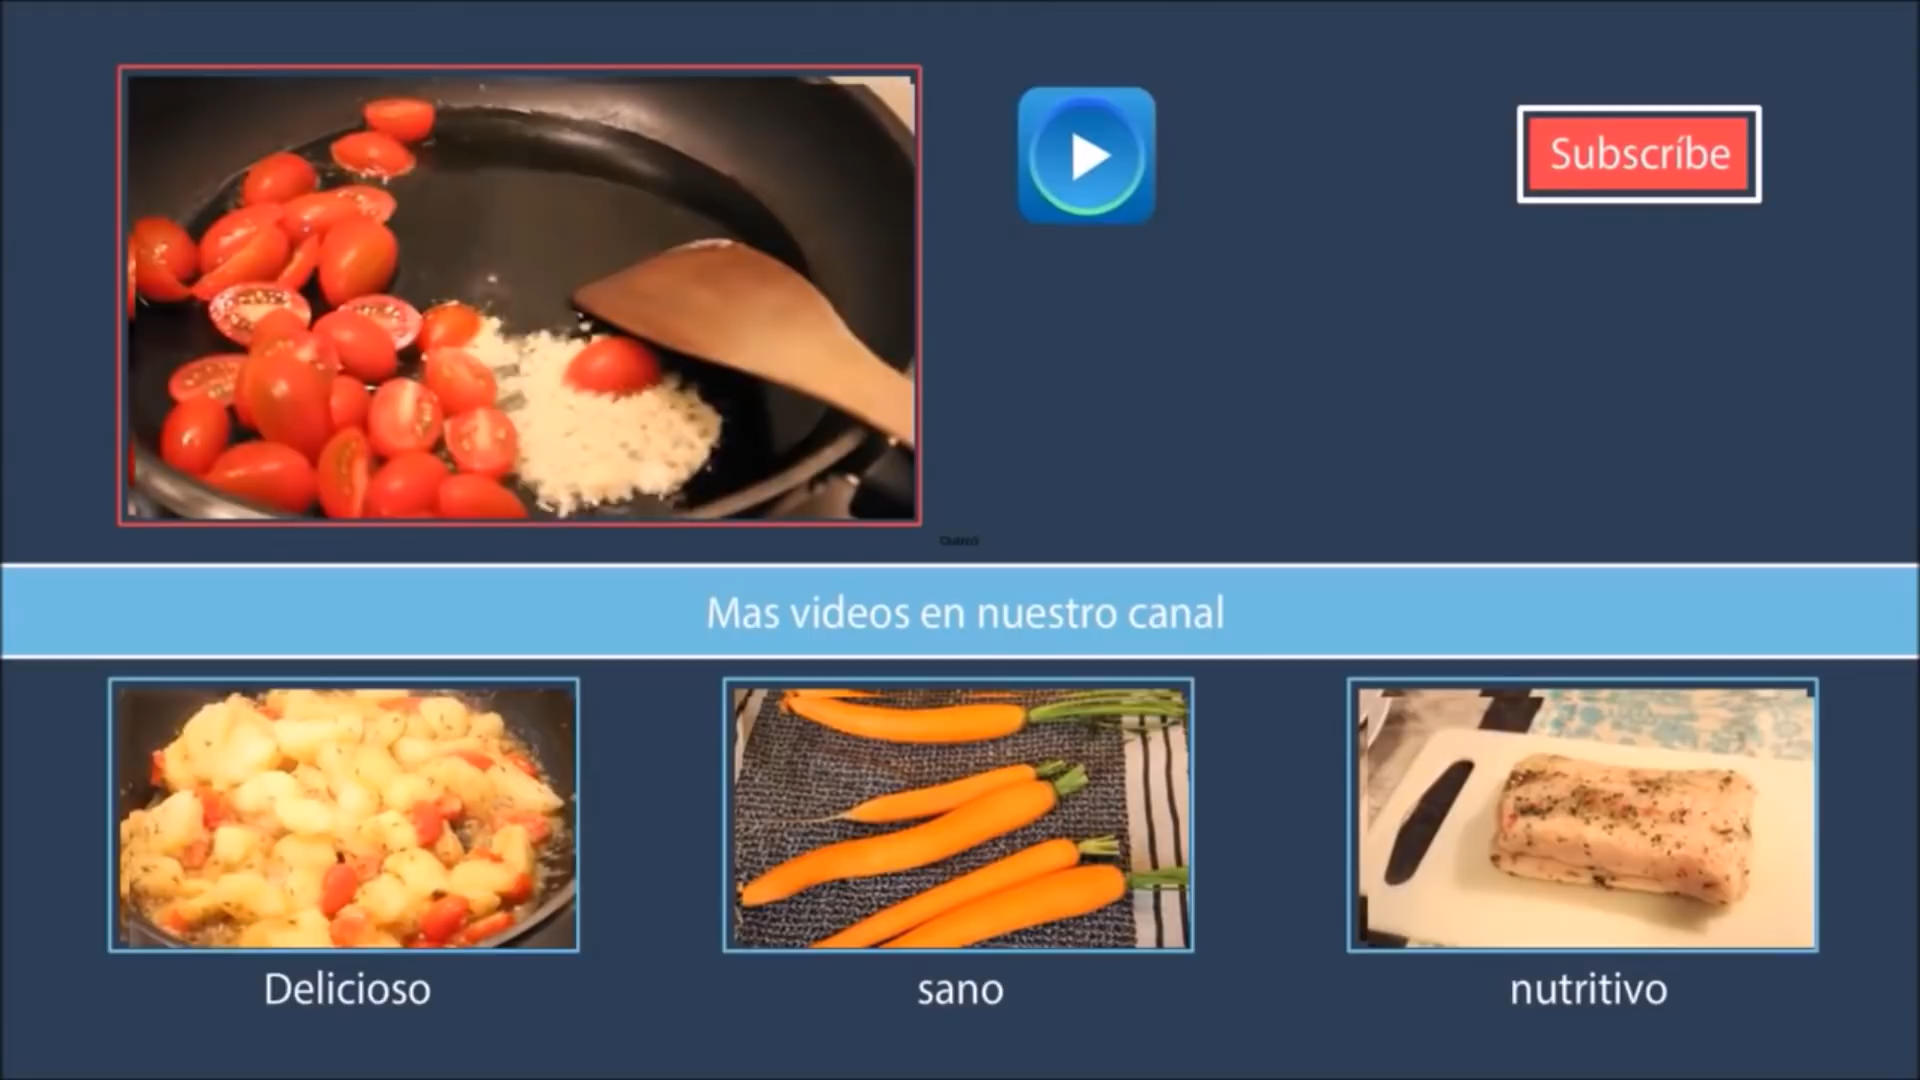 Subscríbe
Mas videos en nuestro canal
Delicioso
sano
nutritivo